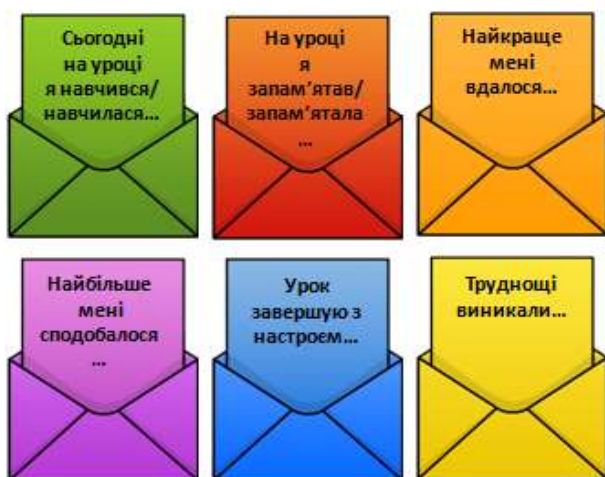 Сьогодні
на уроці
я навчився/
навчилася...
На уроці
я
запам’ятав/
запам’ятала
...
Найкраще
мені
вдалося...
Найбільше
мені
сподобалося
...
Урок
завершую з
настроєм...
Труднощі
виникали...